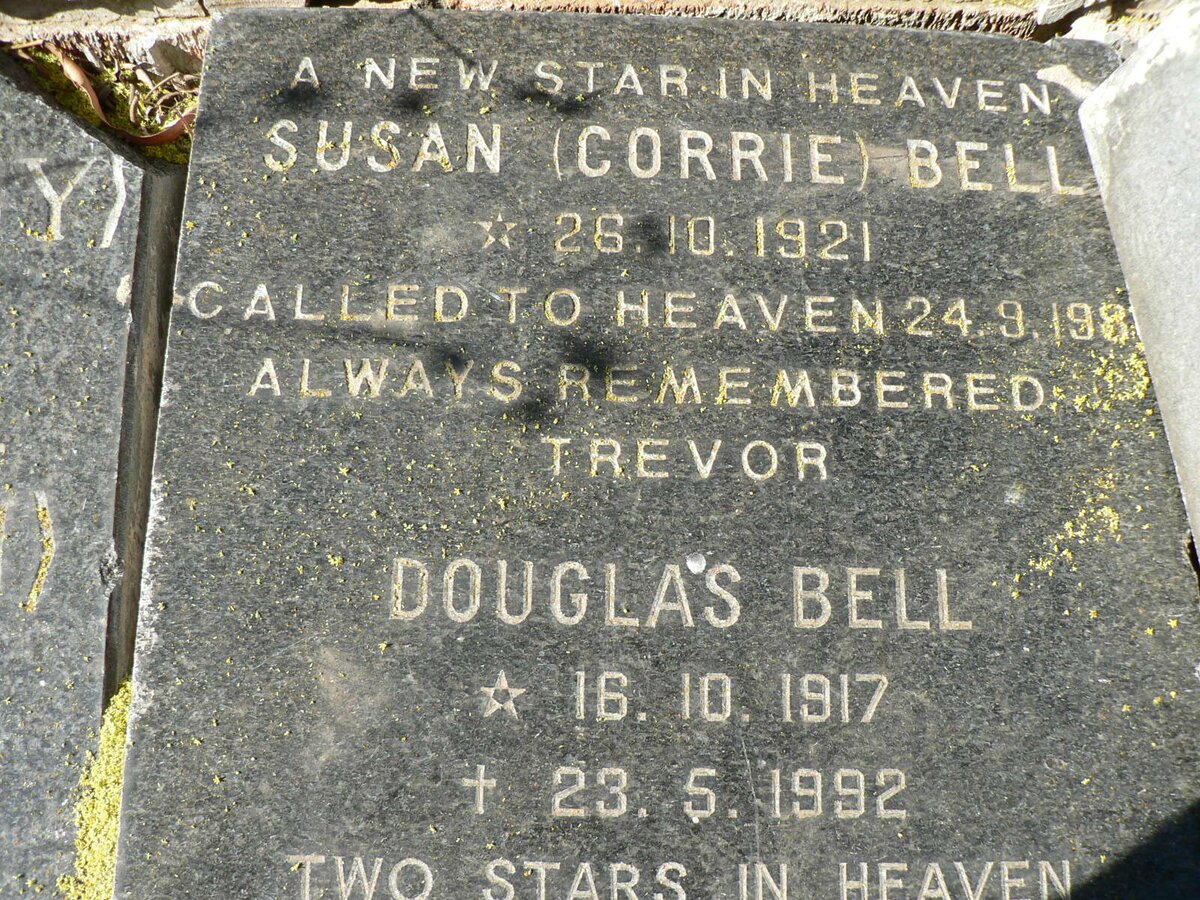 A NEW STAR IN HEAVEN
SUSAN (CORRIE) BELL
☆ 26.10.1921
CALLED TO HEAVEN 24.9.198
ALWAYS REMEMBERED
TREVOR
DOUGLAS BELL
☆ 16.10.1917
✝ 23.5.1992
TWO STARS IN HEAVEN